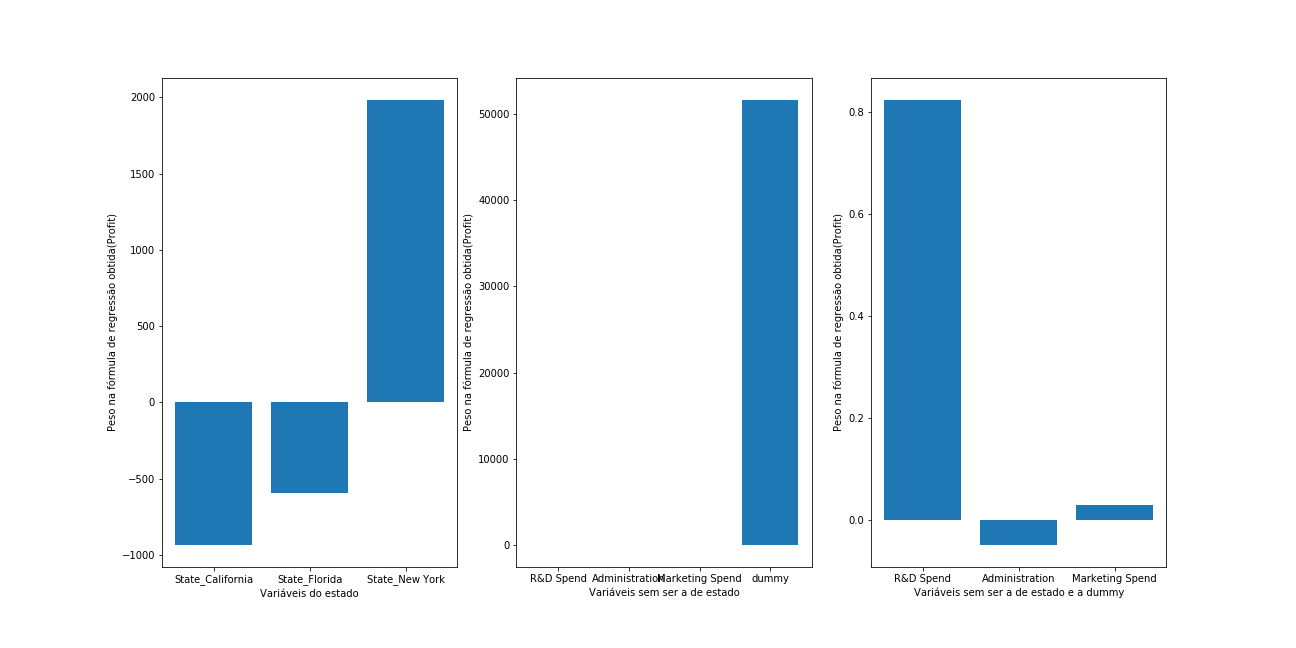 Peso na fórmula de regressão obtida(Profit)
2000
1500
1000
500
0
−500
−1000
State_California State_Florida State_New York
Variáveis do estado
Peso na fórmula de regressão obtida(Profit)
50000
40000
30000
20000
10000
0
R&D Spend Administration Marketing Spend dummy
Variáveis sem ser a de estado
Peso na fórmula de regressão obtida(Profit)
0.8
0.6
0.4
0.2
0.0
R&D Spend Administration Marketing Spend
Variáveis sem ser a de estado e a dummy